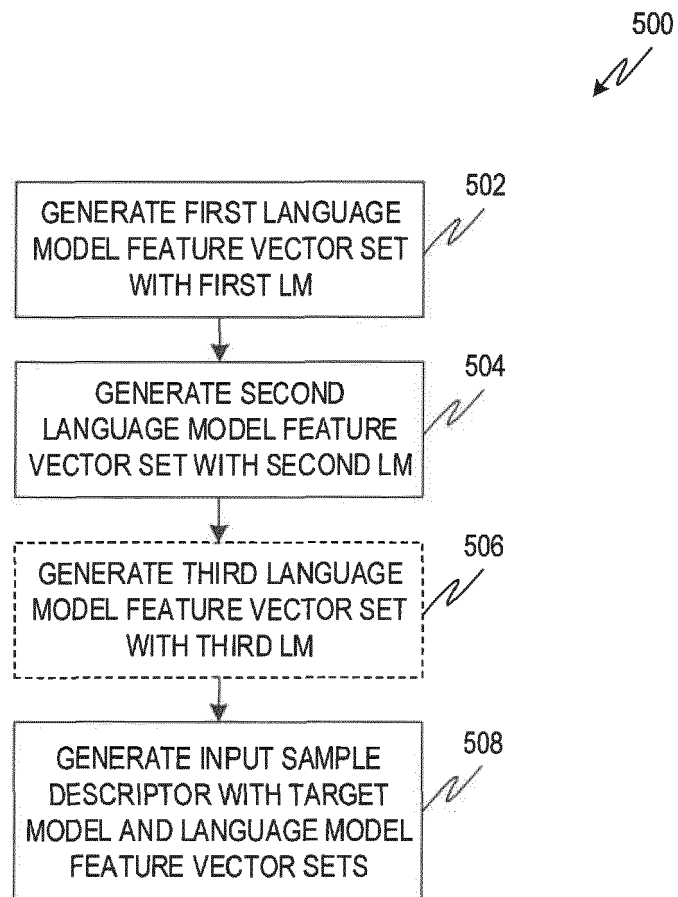 500
502
GENERATE FIRST LANGUAGE
MODEL FEATURE VECTOR SET
WITH FIRST LM
504
GENERATE SECOND
LANGUAGE MODEL FEATURE
VECTOR SET WITH SECOND LM
506
GENERATE THIRD LANGUAGE
MODEL FEATURE VECTOR SET
WITH THIRD LM
508
GENERATE INPUT SAMPLE
DESCRIPTOR WITH TARGET
MODEL AND LANGUAGE MODEL
FEATURE VECTOR SETS